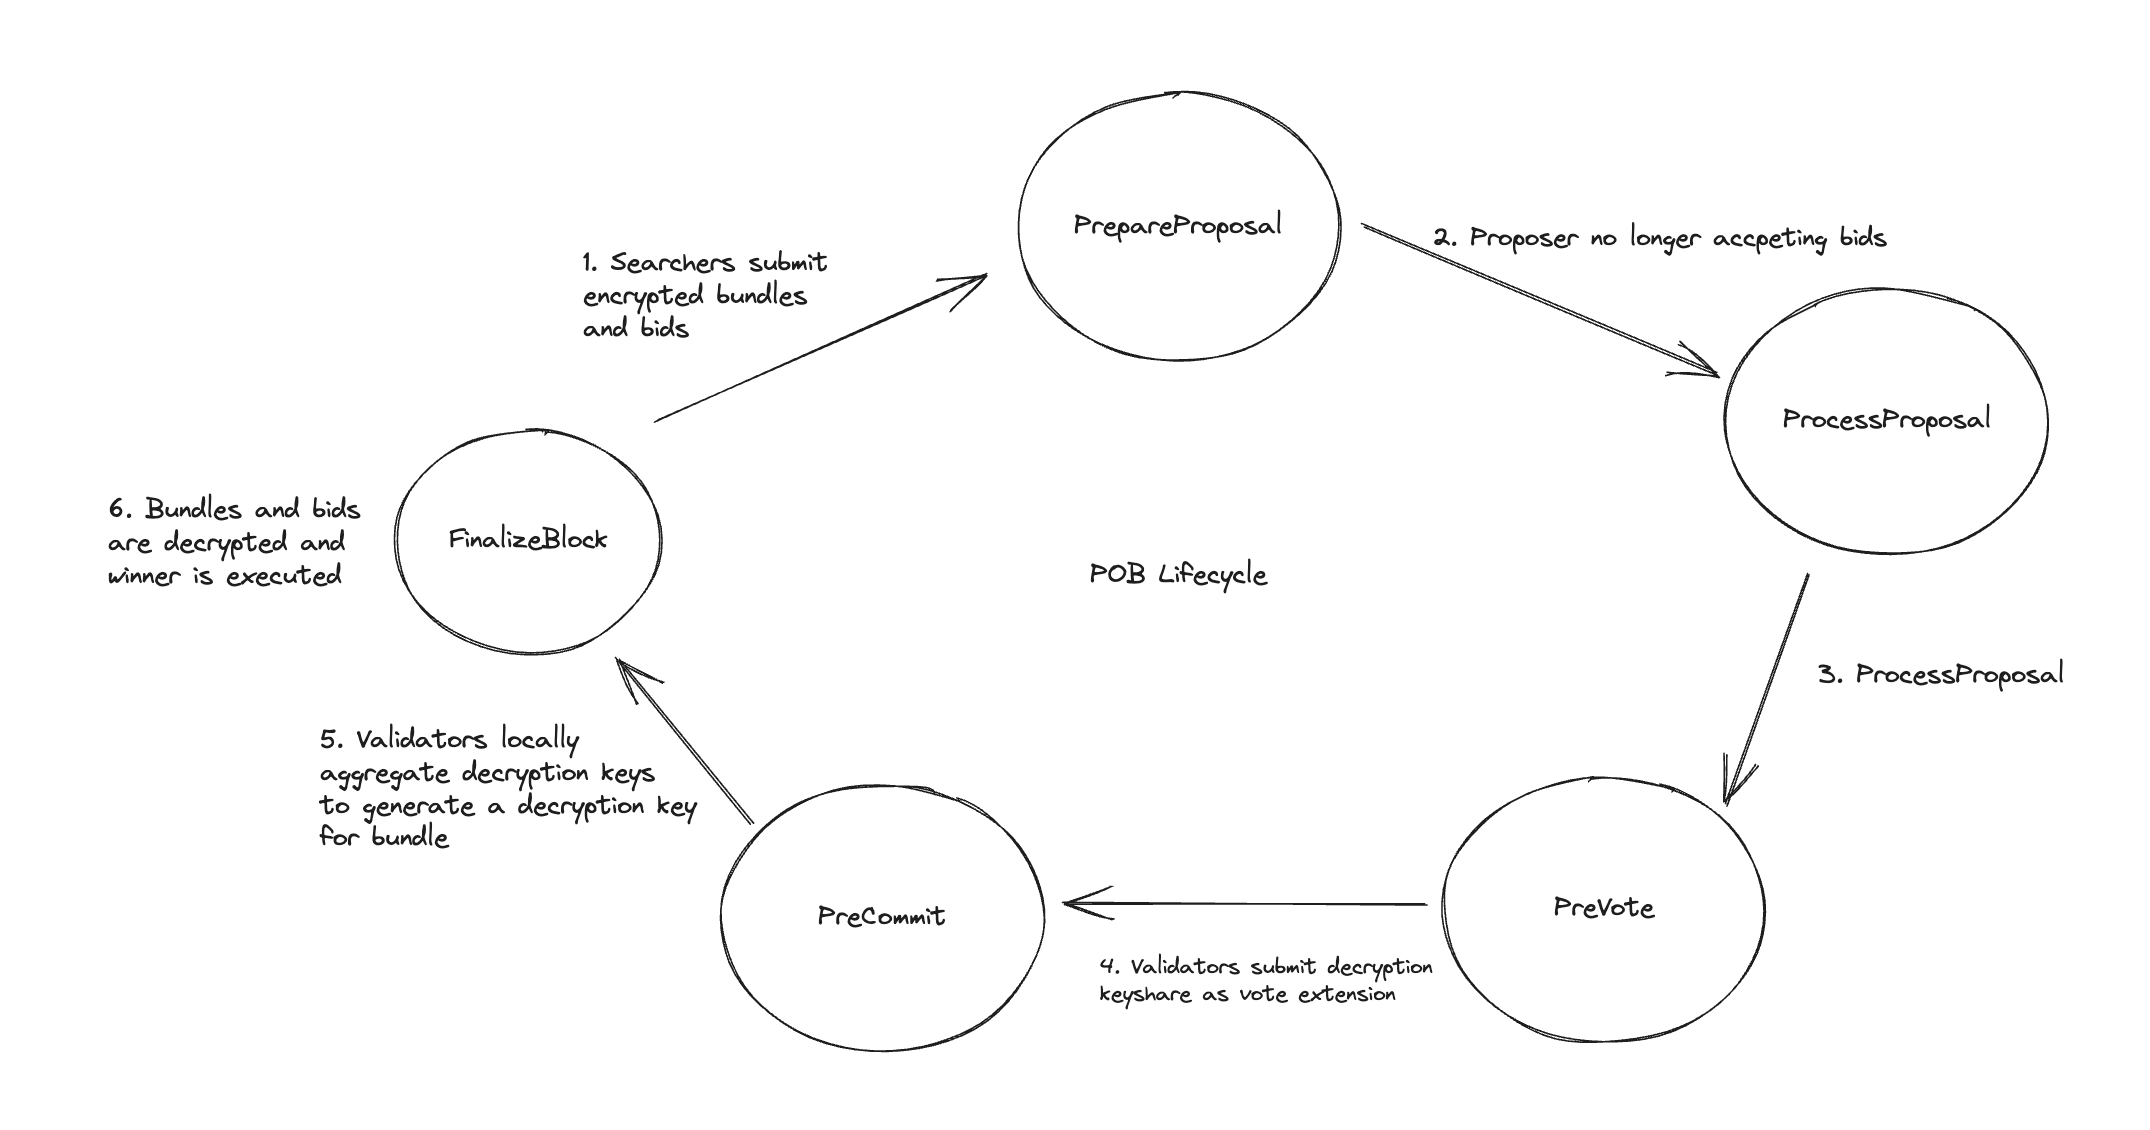 PrepareProposal
2. Proposer no longer accpeting bids
1. Searchers submit
encrypted bundles
and bids
ProcessProposal
6. Bundles and bids
are decrypted and
winner is executed
FinalizeBlock
POB Lifecycle
3. ProcessProposal
5. Validators locally
aggregate decryption keys
to generate a decryption key
for bundle
PreCommit
PreVote
4. Validators submit decryption
keyshare as vote extension